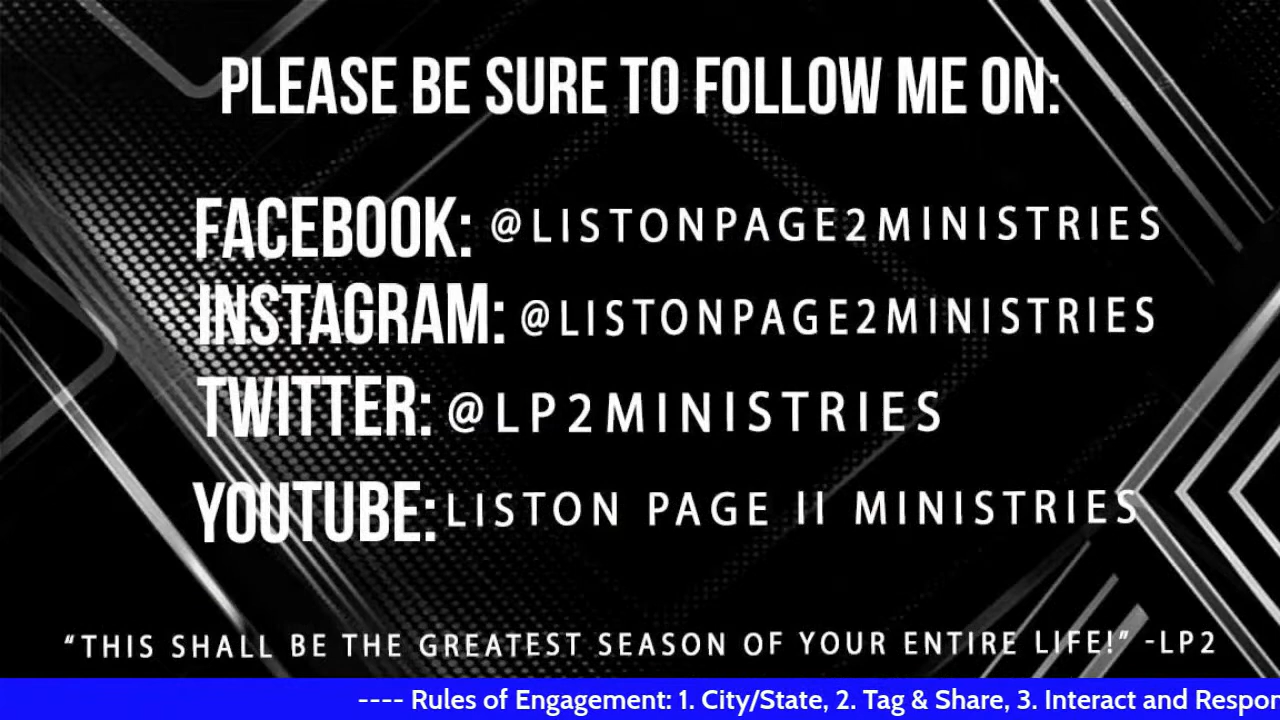 PLEASE BE SURE TO FOLLOW ME ON:
FACEBOOK: @LISTONPAGE2MINISTRIES
INSTAGRAM: @LISTONPAGE2MINISTRIES
TWITTER: @LP2MINISTRIES
YOUTUBE: LISTON PAGE II MINISTRIES
“THIS SHALL BE THE GREATEST SEASON OF YOUR ENTIRE LIFE!” -LP2
---- Rules of Engagement: 1. City/State, 2. Tag & Share, 3. Interact and